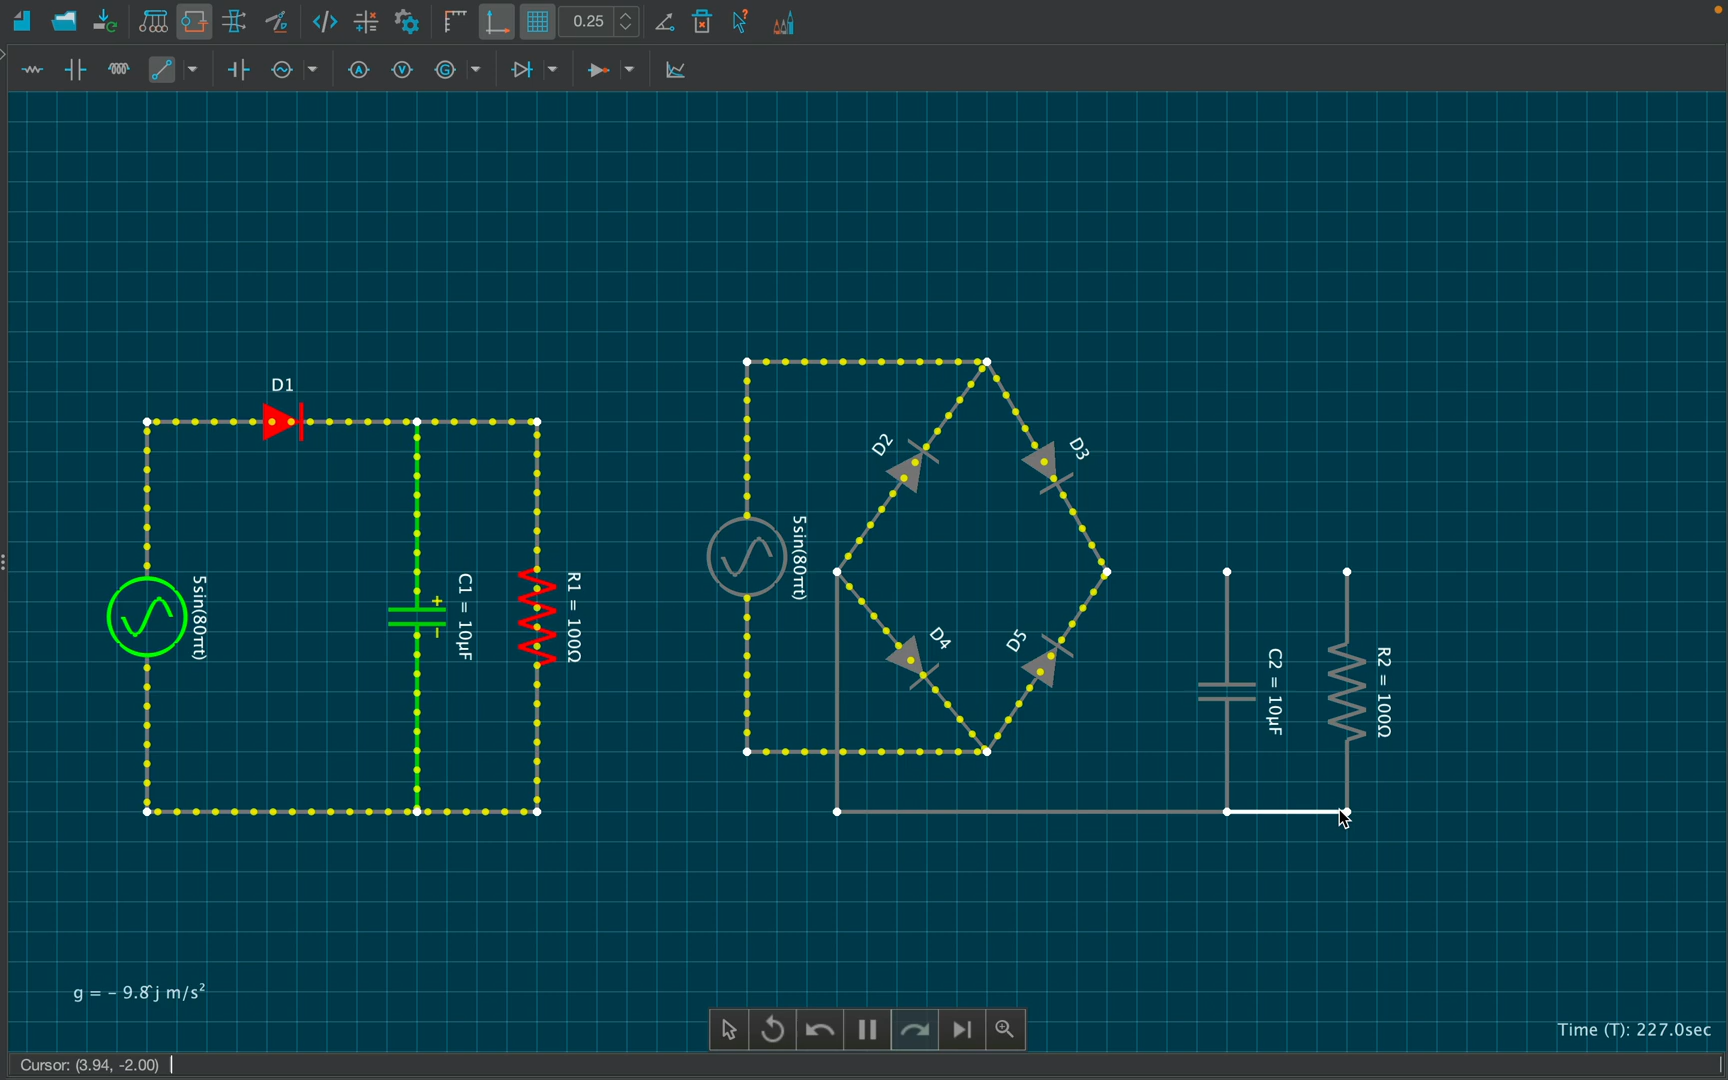 0.25
D1
5sin(80πt)
C1 = 10µF
R1 = 100Ω
D2
D3
5sin(80πt)
D4
D5
C2 = 10µF
R2 = 100Ω
g = − 9.8ĵ m/s²
Time (T): 227.0sec
Cursor: (3.94, -2.00)